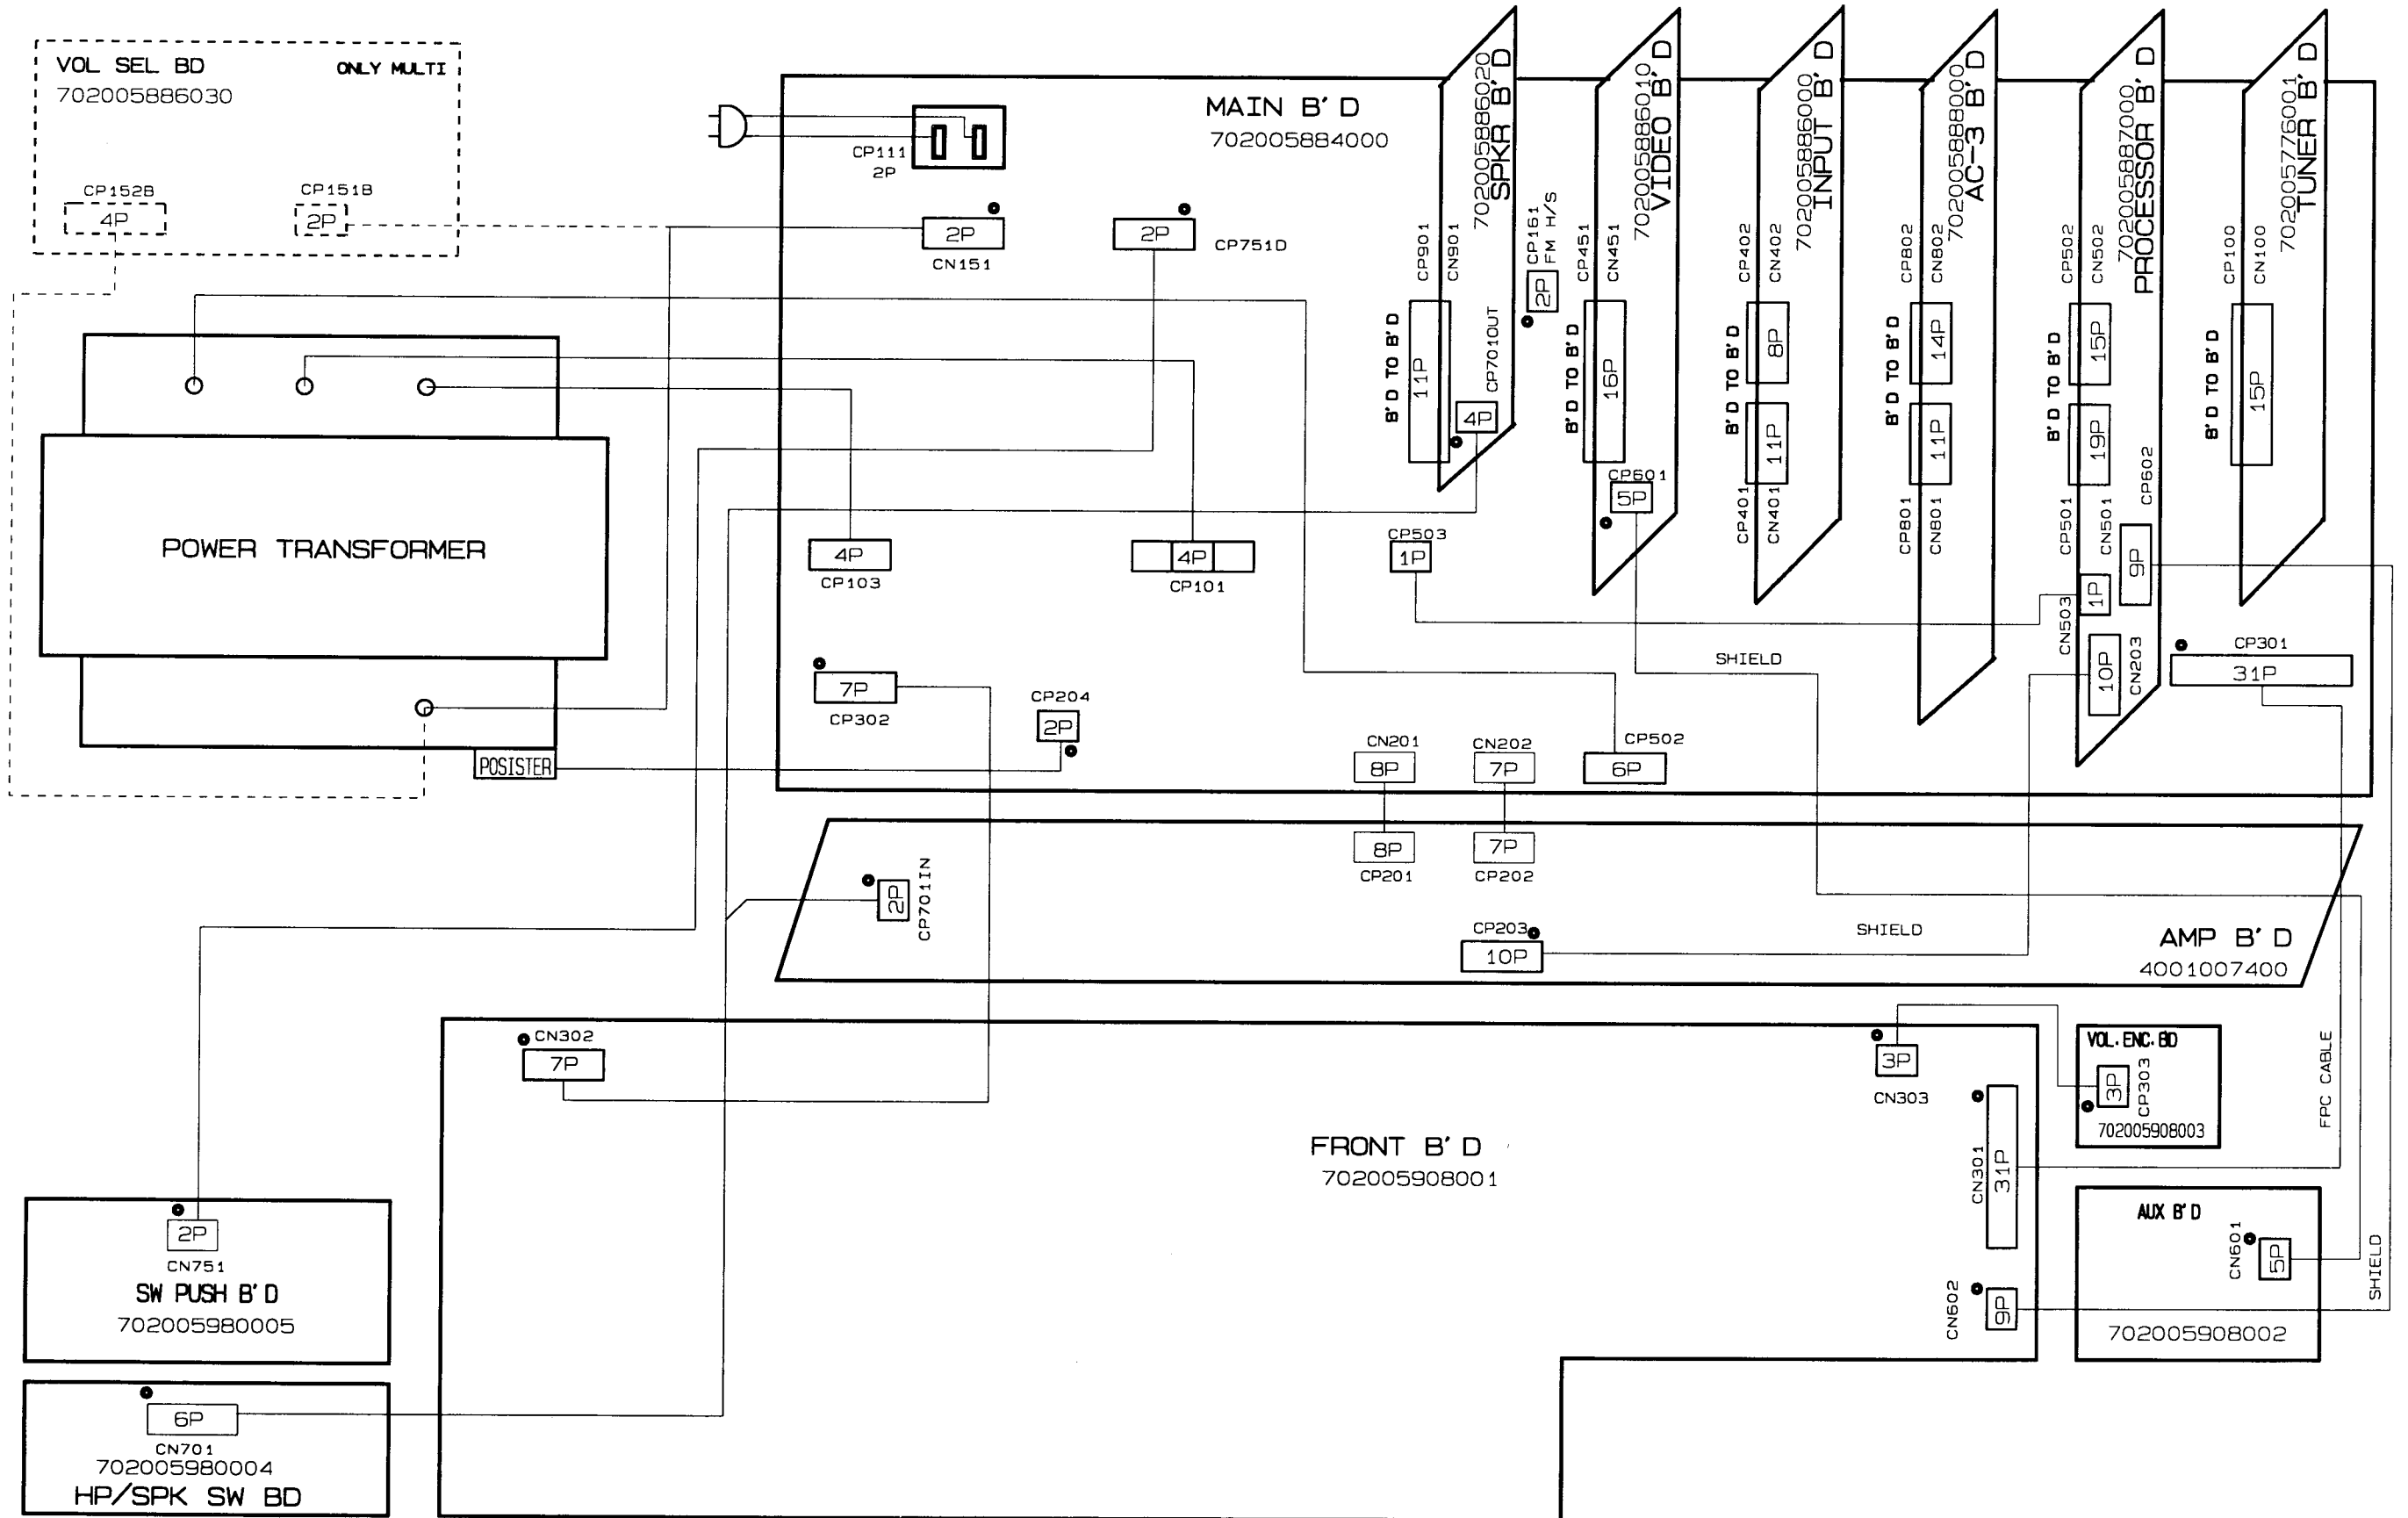 VOL SEL BD
ONLY MULTI
702005886030
CP152B
4P
CP151B
2P
POWER TRANSFORMER
POSISTER
MAIN B'D
702005884000
CP111
2P
2P
CN151
2P
CP751D
4P
CP103
4P
CP101
7P
CP302
CP204
2P
CP503
1P
CN201
8P
CN202
7P
CP502
6P
SPKR B'D
702005886020
CP901
CN901
B'D TO B'D
11P
CP701OUT
4P
CP161
FM H/S
2P
VIDEO B'D
702005886010
CP451
CN451
B'D TO B'D
16P
CP601
5P
SHIELD
INPUT B'D
702005886000
CP402
CN402
B'D TO B'D
8P
11P
CP401
CN401
AC-3 B'D
702005888000
CP802
CN802
B'D TO B'D
14P
11P
CP801
CN801
PROCESSOR B'D
702005887000
CP502
CN502
B'D TO B'D
15P
19P
CP501
CN501
CP602
9P
CN503
1P
10P
CN203
TUNER B'D
702005776001
CP100
CN100
B'D TO B'D
15P
CP301
31P
8P
CP201
7P
CP202
2P
CP701IN
CP203
10P
SHIELD
AMP B'D
4001007400
CN302
7P
3P
CN303
FRONT B'D
702005908001
CN301
31P
CN602
9P
VOL.ENC.BD
3P
CP303
702005908003
FPC CABLE
AUX B'D
CN601
5P
702005908002
SHIELD
2P
CN751
SW PUSH B'D
702005980005
6P
CN701
702005980004
HP/SPK SW BD